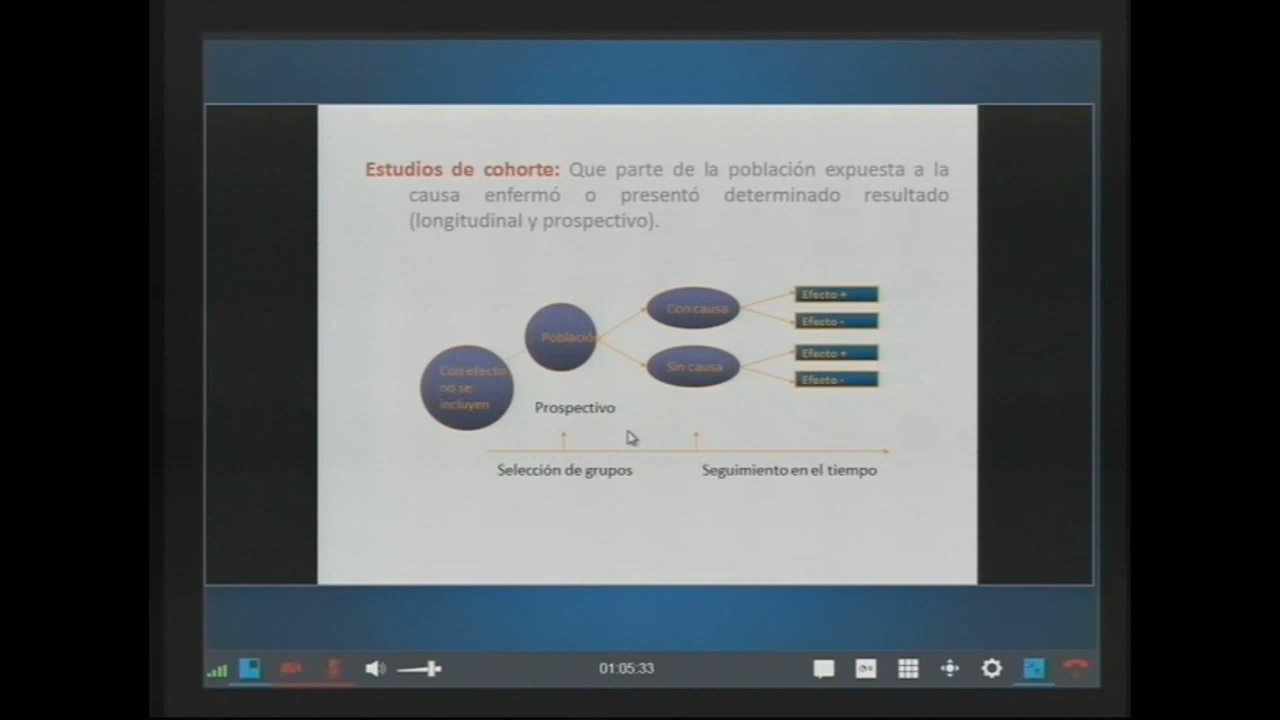 Estudios de cohorte: Que parte de la población expuesta a la
causa enfermó o presentó determinado resultado
(longitudinal y prospectivo).
Con causa
Efecto +
Efecto -
Población
Sin causa
Efecto +
Efecto -
Con efecto
no se
incluyen
Prospectivo
Selección de grupos
Seguimiento en el tiempo
01:05:33